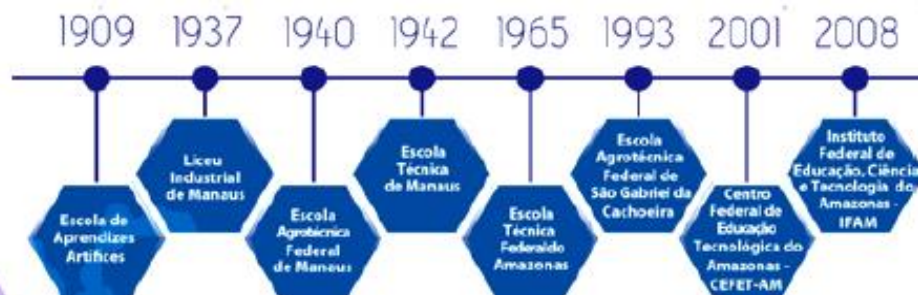 1909 1937 1940 1942 1965 1993 2001 2008
Escola de
Aprendizes
Artífices
Liceu
Industrial
de Manaus
Escola
Agrotécnica
Federal
de Manaus
Escola
Técnica
de Manaus
Escola
Técnica
Federaldo
Amazonas
Escola
Agrotécnica
Federal de
São Gabriel da
Cachoeira
Centro
Federal de
Educação
Tecnológica do
Amazonas -
CEFET-AM
Instituto
Federal de
Educação, Ciência
e Tecnologia do
Amazonas -
IFAM